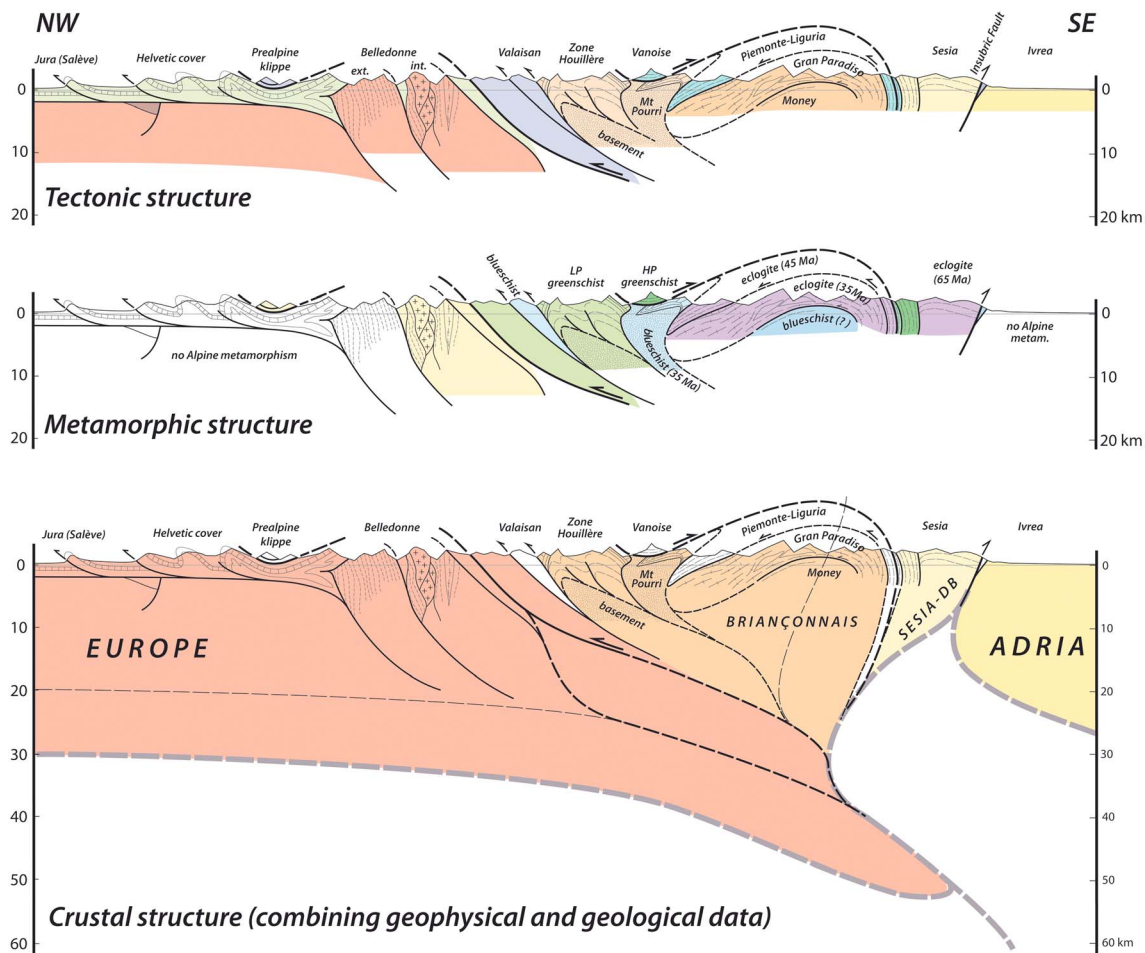 NW
SE
Jura (Salève)
Helvetic cover
Prealpine
klippe
Belledonne
ext.
int.
Valaisan
Zone
Houillère
Vanoise
Piemonte-Liguria
Gran Paradiso
Sesia
Insubric Fault
Ivrea
Mt
Pourri
Money
basement
0
10
20
0
10
20 km
Tectonic structure
blueschist
LP
greenschist
HP
greenschist
eclogite (45 Ma)
eclogite (35Ma)
eclogite
(65 Ma)
blueschist (?)
blueschist (35 Ma)
no Alpine metamorphism
no Alpine
metam.
0
10
20
0
10
20 km
Metamorphic structure
Jura (Salève)
Helvetic cover
Prealpine
klippe
Belledonne
Valaisan
Zone
Houillère
Vanoise
Piemonte-Liguria
Gran Paradiso
Sesia
Ivrea
Mt
Pourri
Money
basement
BRIANÇONNAIS
SESIA-DB
EUROPE
ADRIA
0
10
20
30
40
50
60
0
10
20
30
40
50
60 km
Crustal structure (combining geophysical and geological data)